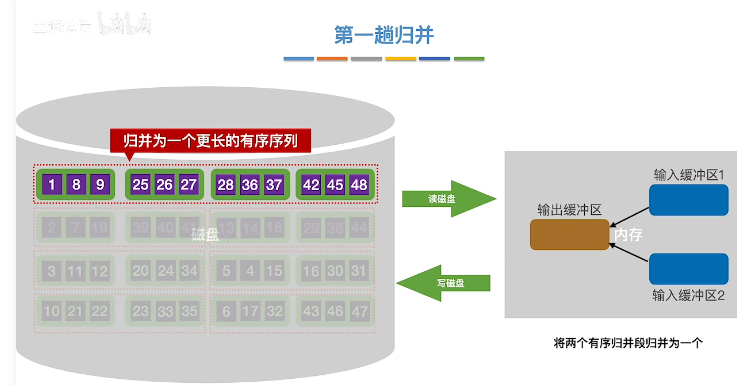 第一趟归并
归并为一个更长的有序序列
1 8 9 25 26 27 28 36 37 42 45 48
2 7 19 39 40 13 14 18 29 38 44
磁盘
3 11 12 20 24 34 5 4 15 16 30 31
10 21 22 23 33 35 6 17 32 43 46 47
读磁盘
写磁盘
输入缓冲区1
输出缓冲区
内存
输入缓冲区2
将两个有序归并段归并为一个